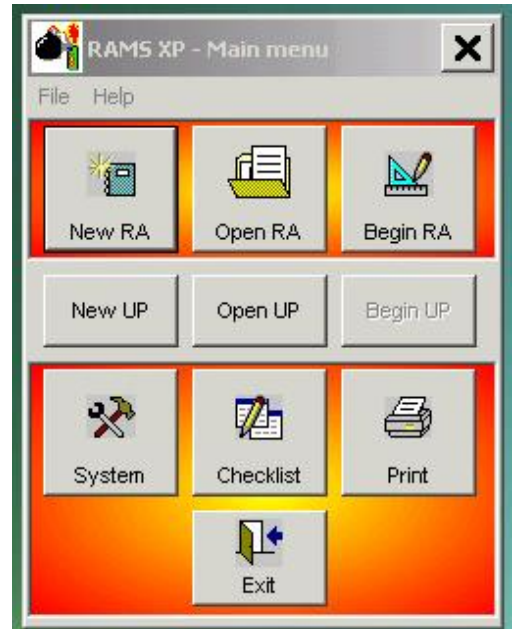 RAMS XP - Main menu
File Help
New RA Open RA Begin RA
New UP Open UP Begin UP
System Checklist Print
Exit